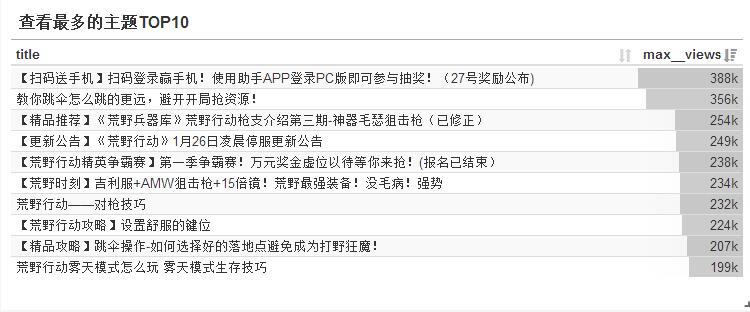 查看最多的主题TOP10
title max__views
【扫码送手机】扫码登录赢手机！使用助手APP登录PC版即可参与抽奖！（27号奖励公布) 388k
教你跳伞怎么跳的更远，避开开局抢资源！ 356k
【精品推荐】《荒野兵器库》荒野行动枪支介绍第三期-神器毛瑟狙击枪（已修正） 254k
【更新公告】《荒野行动》1月26日凌晨停服更新公告 249k
【荒野行动精英争霸赛】第一季争霸赛！万元奖金虚位以待等你来抢！(报名已结束） 238k
【荒野时刻】吉利服+AMW狙击枪+15倍镜！荒野最强装备！没毛病！强势 234k
荒野行动——对枪技巧 232k
【荒野行动攻略】设置舒服的键位 224k
【精品攻略】跳伞操作-如何选择好的落地点避免成为打野狂魔！ 207k
荒野行动雾天模式怎么玩 雾天模式生存技巧 199k